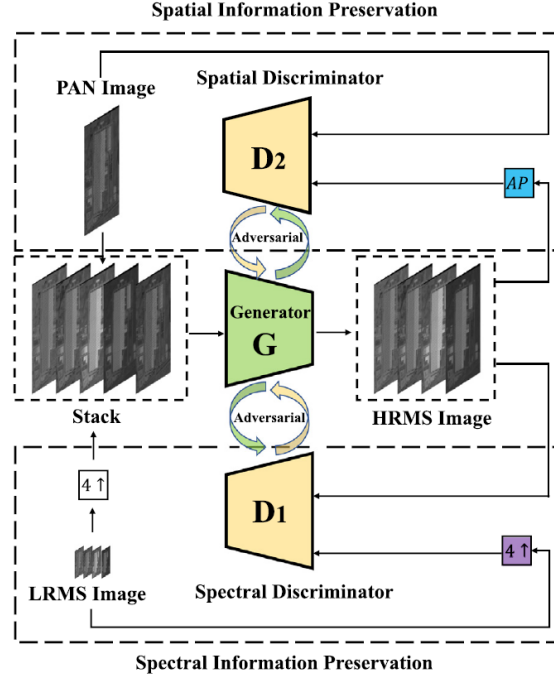 Spatial Information Preservation
PAN Image
Spatial Discriminator
D2
AP
Adversarial
Generator
G
Stack
HRMS Image
Adversarial
4 ↑
D1
4 ↑
LRMS Image
Spectral Discriminator
Spectral Information Preservation